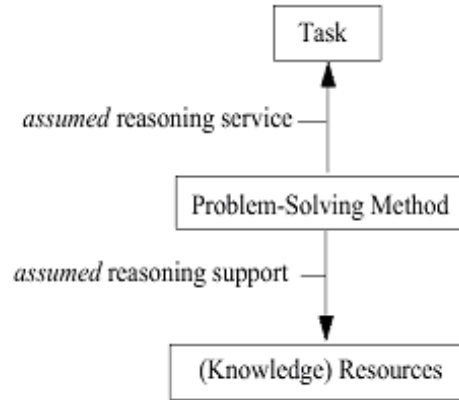 Task
assumed reasoning service
Problem-Solving Method
assumed reasoning support
(Knowledge) Resources